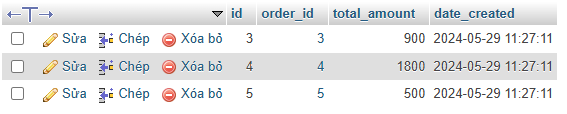 id order_id total_amount date_created
Sửa Chép Xóa bỏ 3 3 900 2024-05-29 11:27:11
Sửa Chép Xóa bỏ 4 4 1800 2024-05-29 11:27:11
Sửa Chép Xóa bỏ 5 5 500 2024-05-29 11:27:11